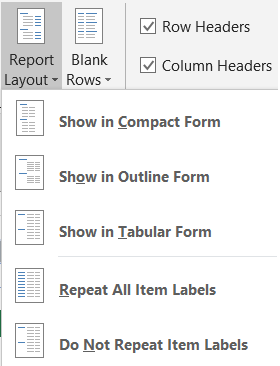 Report Layout
Blank Rows
Row Headers
Column Headers
Show in Compact Form
Show in Outline Form
Show in Tabular Form
Repeat All Item Labels
Do Not Repeat Item Labels